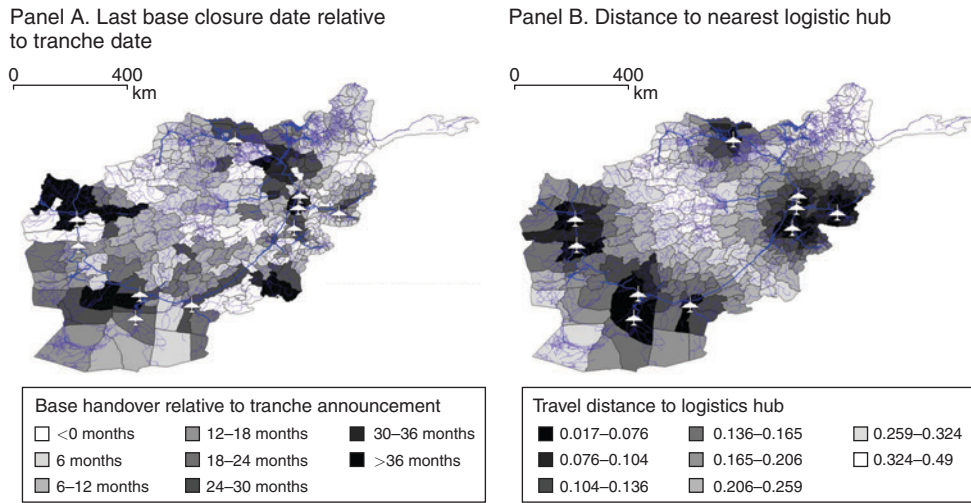 Panel A. Last base closure date relative
to tranche date
0 400
km
Base handover relative to tranche announcement
<0 months
6 months
6–12 months
12–18 months
18–24 months
24–30 months
30–36 months
>36 months
Panel B. Distance to nearest logistic hub
0 400
km
Travel distance to logistics hub
0.017–0.076
0.076–0.104
0.104–0.136
0.136–0.165
0.165–0.206
0.206–0.259
0.259–0.324
0.324–0.49